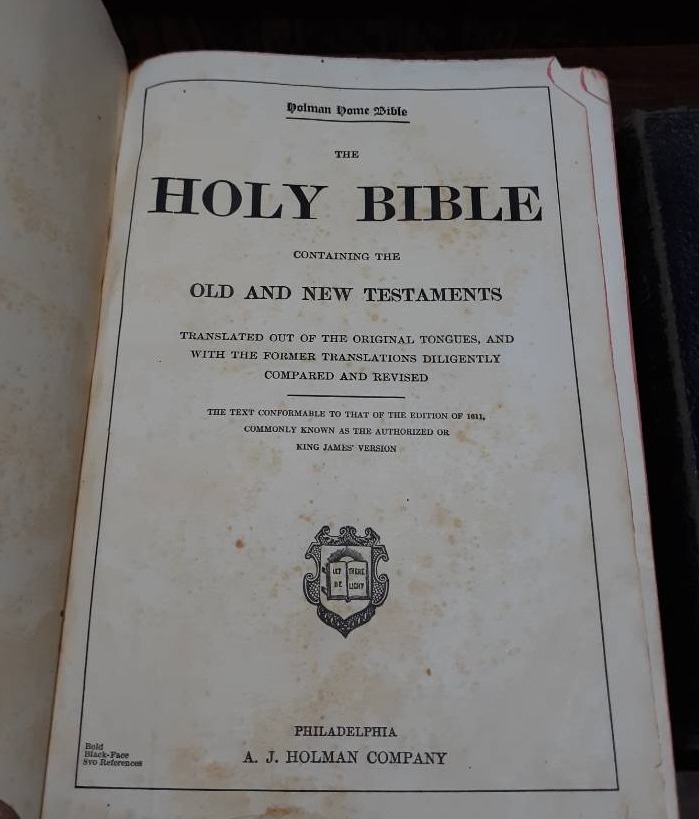 Holman Home Bible
THE
HOLY BIBLE
CONTAINING THE
OLD AND NEW TESTAMENTS
TRANSLATED OUT OF THE ORIGINAL TONGUES, AND
WITH THE FORMER TRANSLATIONS DILIGENTLY
COMPARED AND REVISED
THE TEXT CONFORMABLE TO THAT OF THE EDITION OF 1611,
COMMONLY KNOWN AS THE AUTHORIZED OR
KING JAMES' VERSION
LET THERE
BE LIGHT
PHILADELPHIA
A. J. HOLMAN COMPANY
Bold
Black-Face
8vo References